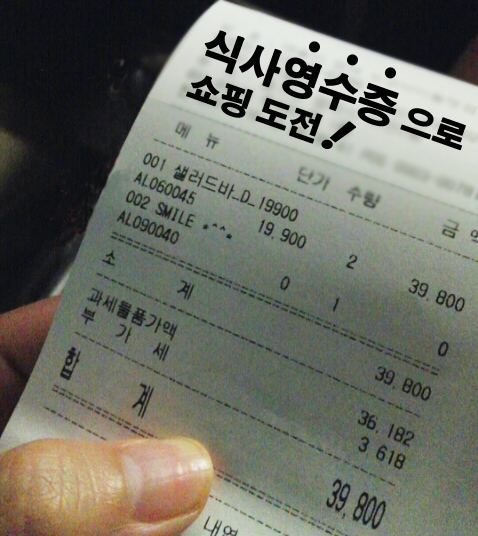 식사영수증으로
쇼핑 도전!
메 뉴 단가 수량 금 액
001 샐러드바_D_19900
AL060045 19,900 2 39,800
002 SMILE *^^*
AL090040 0 1 0
소 계 39,800
과세물품가액 36,182
부 가 세 3,618
합 계 39,800
내역